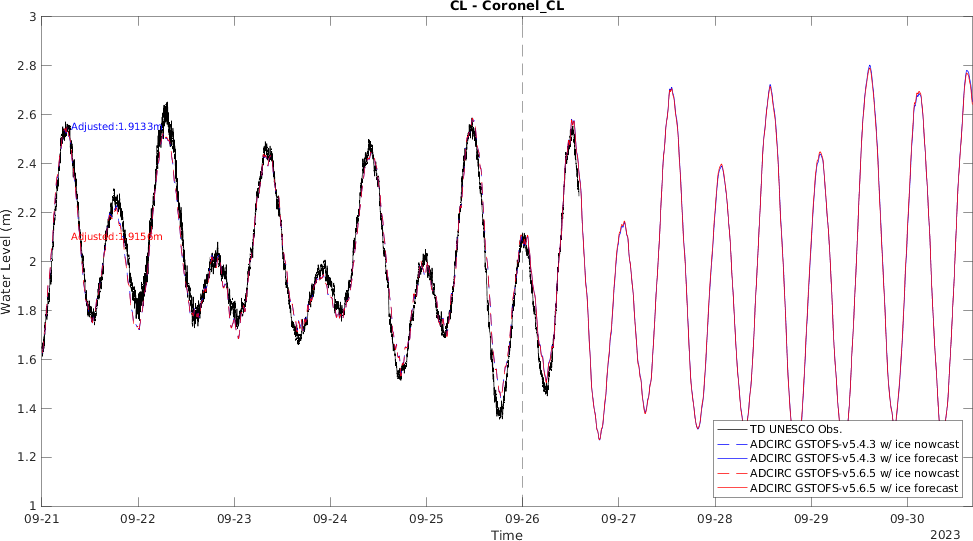 CL - Coronel_CL
3
2.8
2.6
2.4
2.2
2
1.8
1.6
1.4
1.2
1
Water Level (m)
Adjusted:1.9133m
Adjusted:1.9156m
TD UNESCO Obs.
ADCIRC GSTOFS-v5.4.3 w/ ice nowcast
ADCIRC GSTOFS-v5.4.3 w/ ice forecast
ADCIRC GSTOFS-v5.6.5 w/ ice nowcast
ADCIRC GSTOFS-v5.6.5 w/ ice forecast
09-21 09-22 09-23 09-24 09-25 09-26 09-27 09-28 09-29 09-30
Time
2023